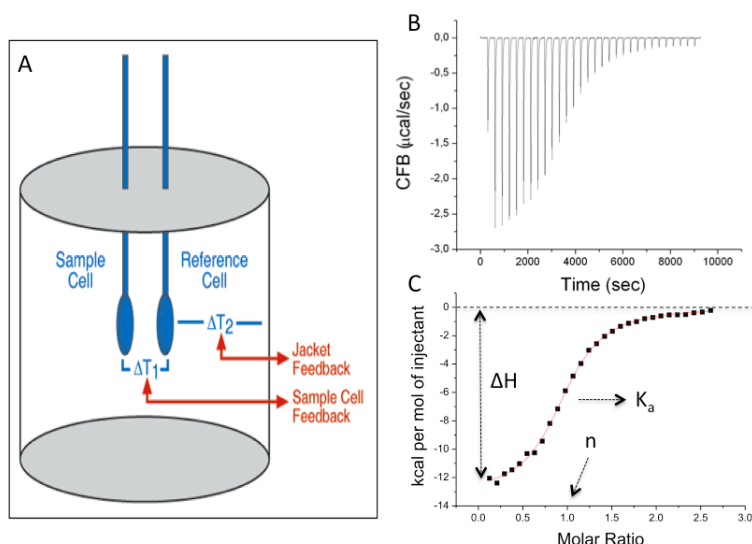 A
Sample
Cell
Reference
Cell
ΔT2
ΔT1
Jacket
Feedback
Sample Cell
Feedback
B
CFB (μcal/sec)
0,0
-0,5
-1,0
-1,5
-2,0
-2,5
-3,0
0 2000 4000 6000 8000 10000
Time (sec)
C
kcal per mol of injectant
0
-2
-4
-6
-8
-10
-12
-14
ΔH
Ka
n
0.0 0.5 1.0 1.5 2.0 2.5 3.0
Molar Ratio